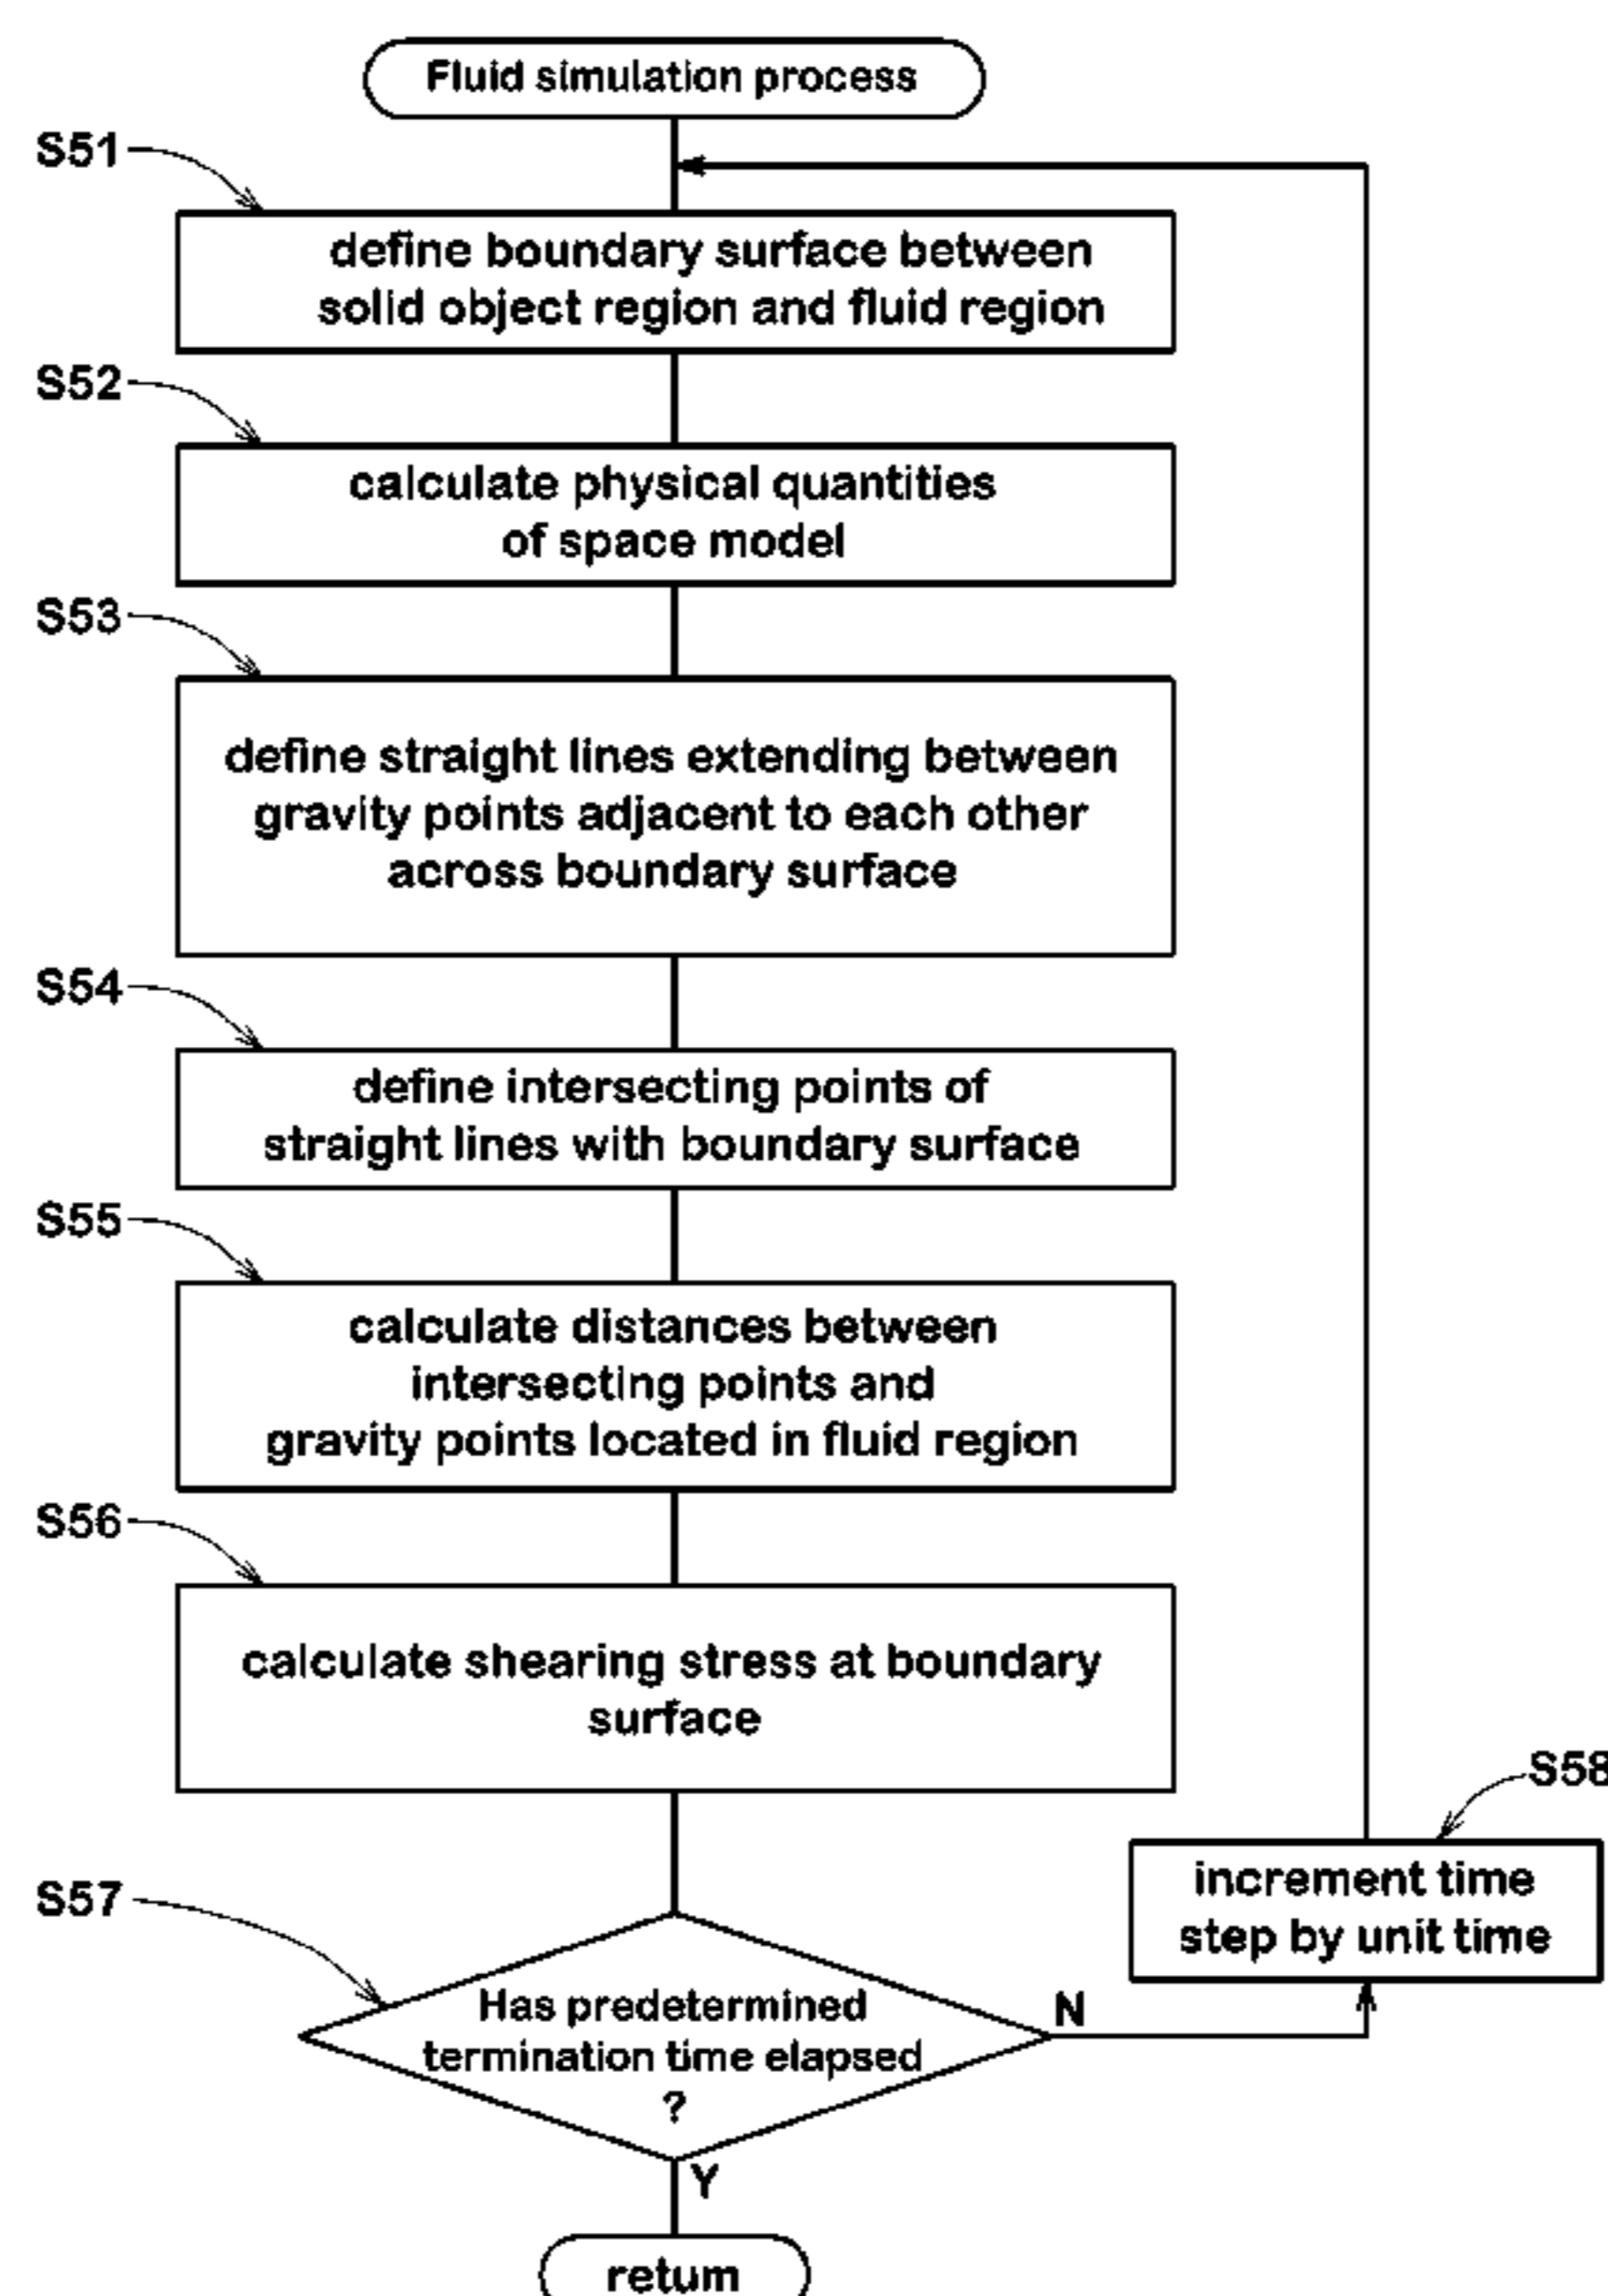 Fluid simulation process
S51
define boundary surface between
solid object region and fluid region
S52
calculate physical quantities
of space model
S53
define straight lines extending between
gravity points adjacent to each other
across boundary surface
S54
define intersecting points of
straight lines with boundary surface
S55
calculate distances between
intersecting points and
gravity points located in fluid region
S56
calculate shearing stress at boundary
surface
S58
increment time
step by unit time
S57
Has predetermined
termination time elapsed
?
N
Y
return